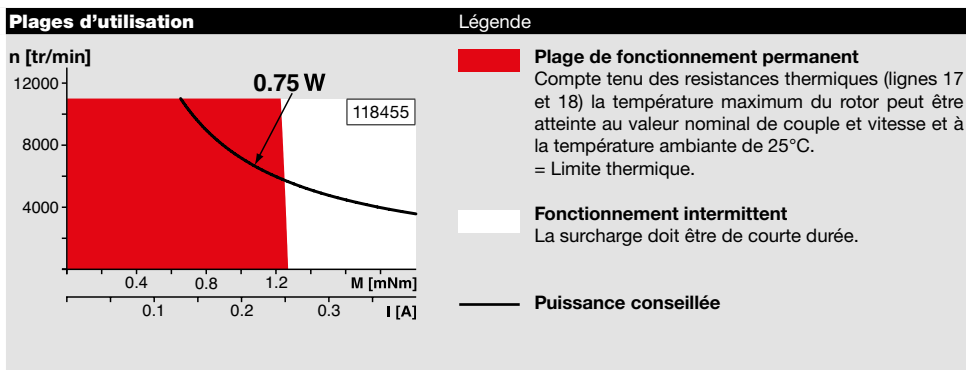 Plages d'utilisation
Légende
n [tr/min]
12000
8000
4000
0.75 W
118455
0.4 0.8 1.2 M [mNm]
0.1 0.2 0.3 I [A]
Plage de fonctionnement permanent
Compte tenu des resistances thermiques (lignes 17
et 18) la température maximum du rotor peut être
atteinte au valeur nominal de couple et vitesse et à
la température ambiante de 25°C.
= Limite thermique.
Fonctionnement intermittent
La surcharge doit être de courte durée.
Puissance conseillée